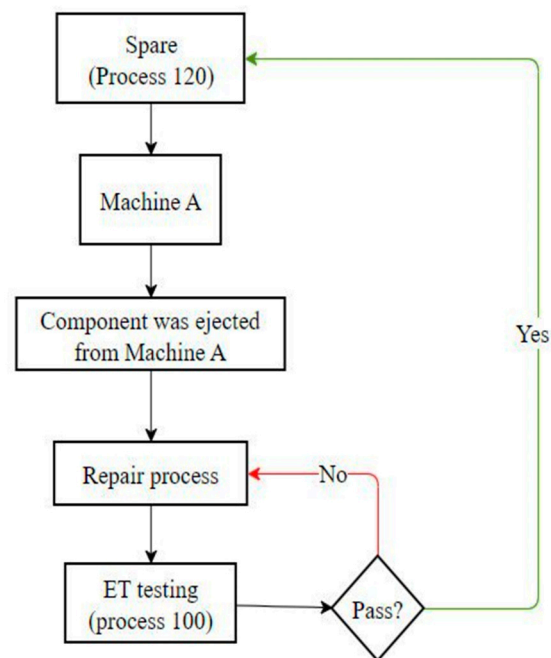 Spare
(Process 120)
Machine A
Component was ejected
from Machine A
Yes
Repair process
No
ET testing
(process 100)
Pass?